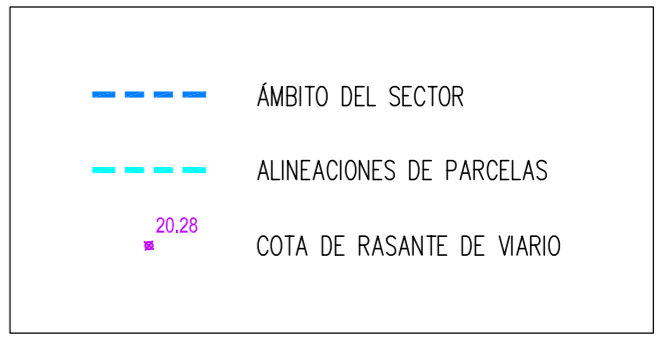 ÁMBITO DEL SECTOR
ALINEACIONES DE PARCELAS
20.28
COTA DE RASANTE DE VIARIO